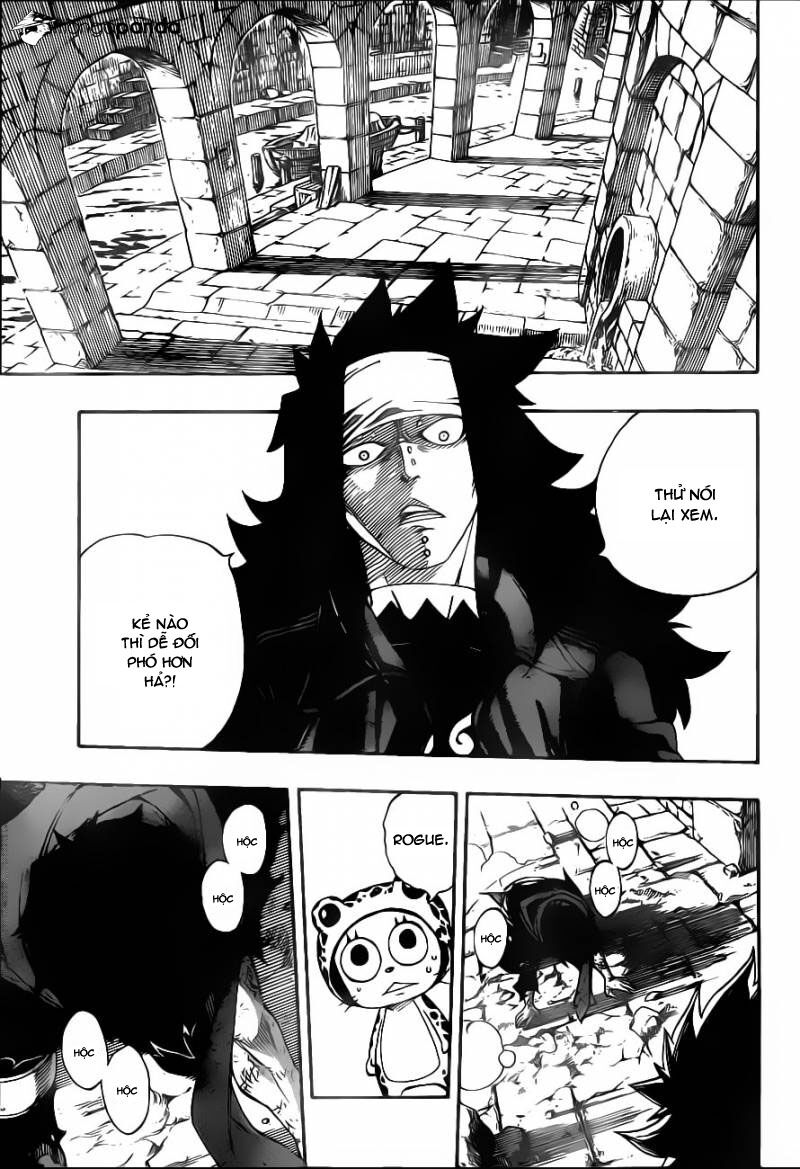 THỬ NÓI
LẠI XEM.
KẺ NÀO
THÌ DỄ ĐỐI
PHÓ HƠN
HẢ?!
HỘC
HỘC
HỘC
ROGUE.
HỘC
HỘC
HỘC
HỘC